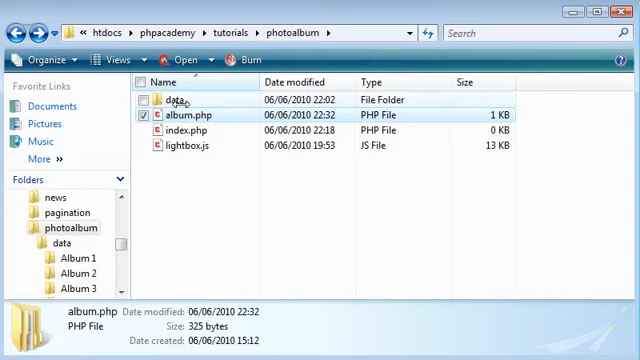 htdocs phpacademy tutorials photoalbum
Organize Views Open Burn
Favorite Links
Documents
Pictures
Music
More »
Folders
news
pagination
photoalbum
data
Album 1
Album 2
Album 3
Name Date modified Type Size
data 06/06/2010 22:02 File Folder
album.php 06/06/2010 22:32 PHP File 1 KB
index.php 06/06/2010 22:18 PHP File 0 KB
lightbox.js 06/06/2010 19:53 JS File 13 KB
album.php Date modified: 06/06/2010 22:32
PHP File Size: 325 bytes
Date created: 06/06/2010 15:12